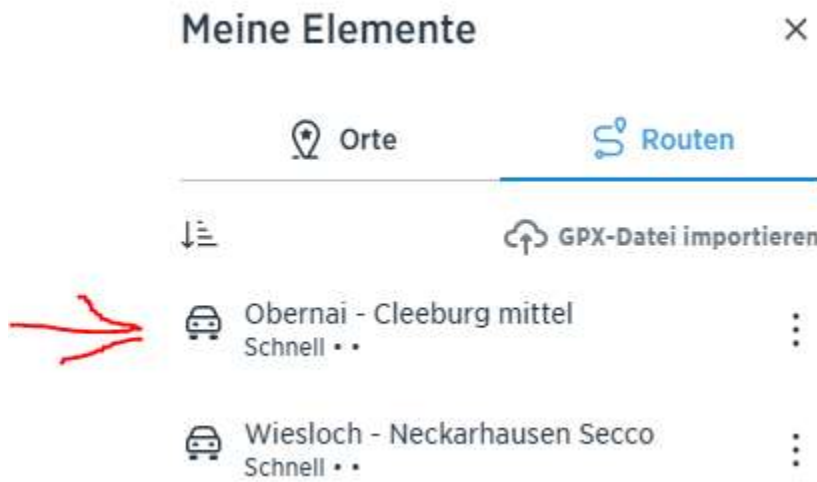 Meine Elemente
Orte
Routen
GPX-Datei importieren
Obernai - Cleeburg mittel
Schnell • •
Wiesloch - Neckarhausen Secco
Schnell • •